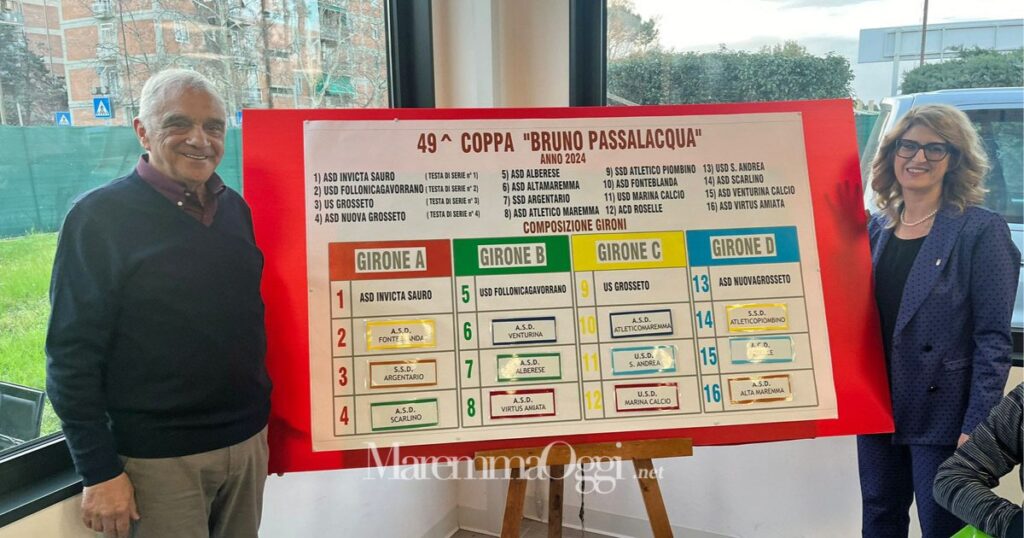 49^ COPPA "BRUNO PASSALACQUA"
ANNO 2024
1) ASD INVICTA SAURO (TESTA DI SERIE n° 1)
2) USD FOLLONICAGAVORRANO (TESTA DI SERIE n° 2)
3) US GROSSETO (TESTA DI SERIE n° 3)
4) ASD NUOVA GROSSETO (TESTA DI SERIE n° 4)
5) ASD ALBERESE
6) ASD ALTAMAREMMA
7) SSD ARGENTARIO
8) ASD ATLETICO MAREMMA
9) SSD ATLETICO PIOMBINO
10) ASD FONTEBLANDA
11) USD MARINA CALCIO
12) ACD ROSELLE
13) USD S. ANDREA
14) ASD SCARLINO
15) ASD VENTURINA CALCIO
16) ASD VIRTUS AMIATA
COMPOSIZIONE GIRONI
GIRONE A
1 ASD INVICTA SAURO
2 A.S.D. FONTEBLANDA
3 S.S.D. ARGENTARIO
4 A.S.D. SCARLINO
GIRONE B
5 USD FOLLONICAGAVORRANO
6 A.S.D. VENTURINA
7 A.S.D. ALBERESE
8 A.S.D. VIRTUS AMIATA
GIRONE C
9 US GROSSETO
10 A.S.D. ATLETICOMAREMMA
11 U.S.D. S. ANDREA
12 U.S.D. MARINA CALCIO
GIRONE D
13 ASD NUOVAGROSSETO
14 S.S.D. ATLETICOPIOMBINO
15 A.C.D. ROSELLE
16 A.S.D. ALTA MAREMMA
MaremmaOggi.net